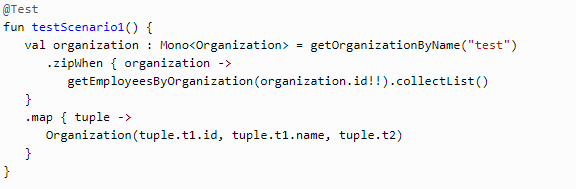 @Test
fun testScenario1() {
   val organization : Mono<Organization> = getOrganizationByName("test")
      .zipWhen { organization ->
         getEmployeesByOrganization(organization.id!!).collectList()
   }
   .map { tuple ->
      Organization(tuple.t1.id, tuple.t1.name, tuple.t2)
   }
}